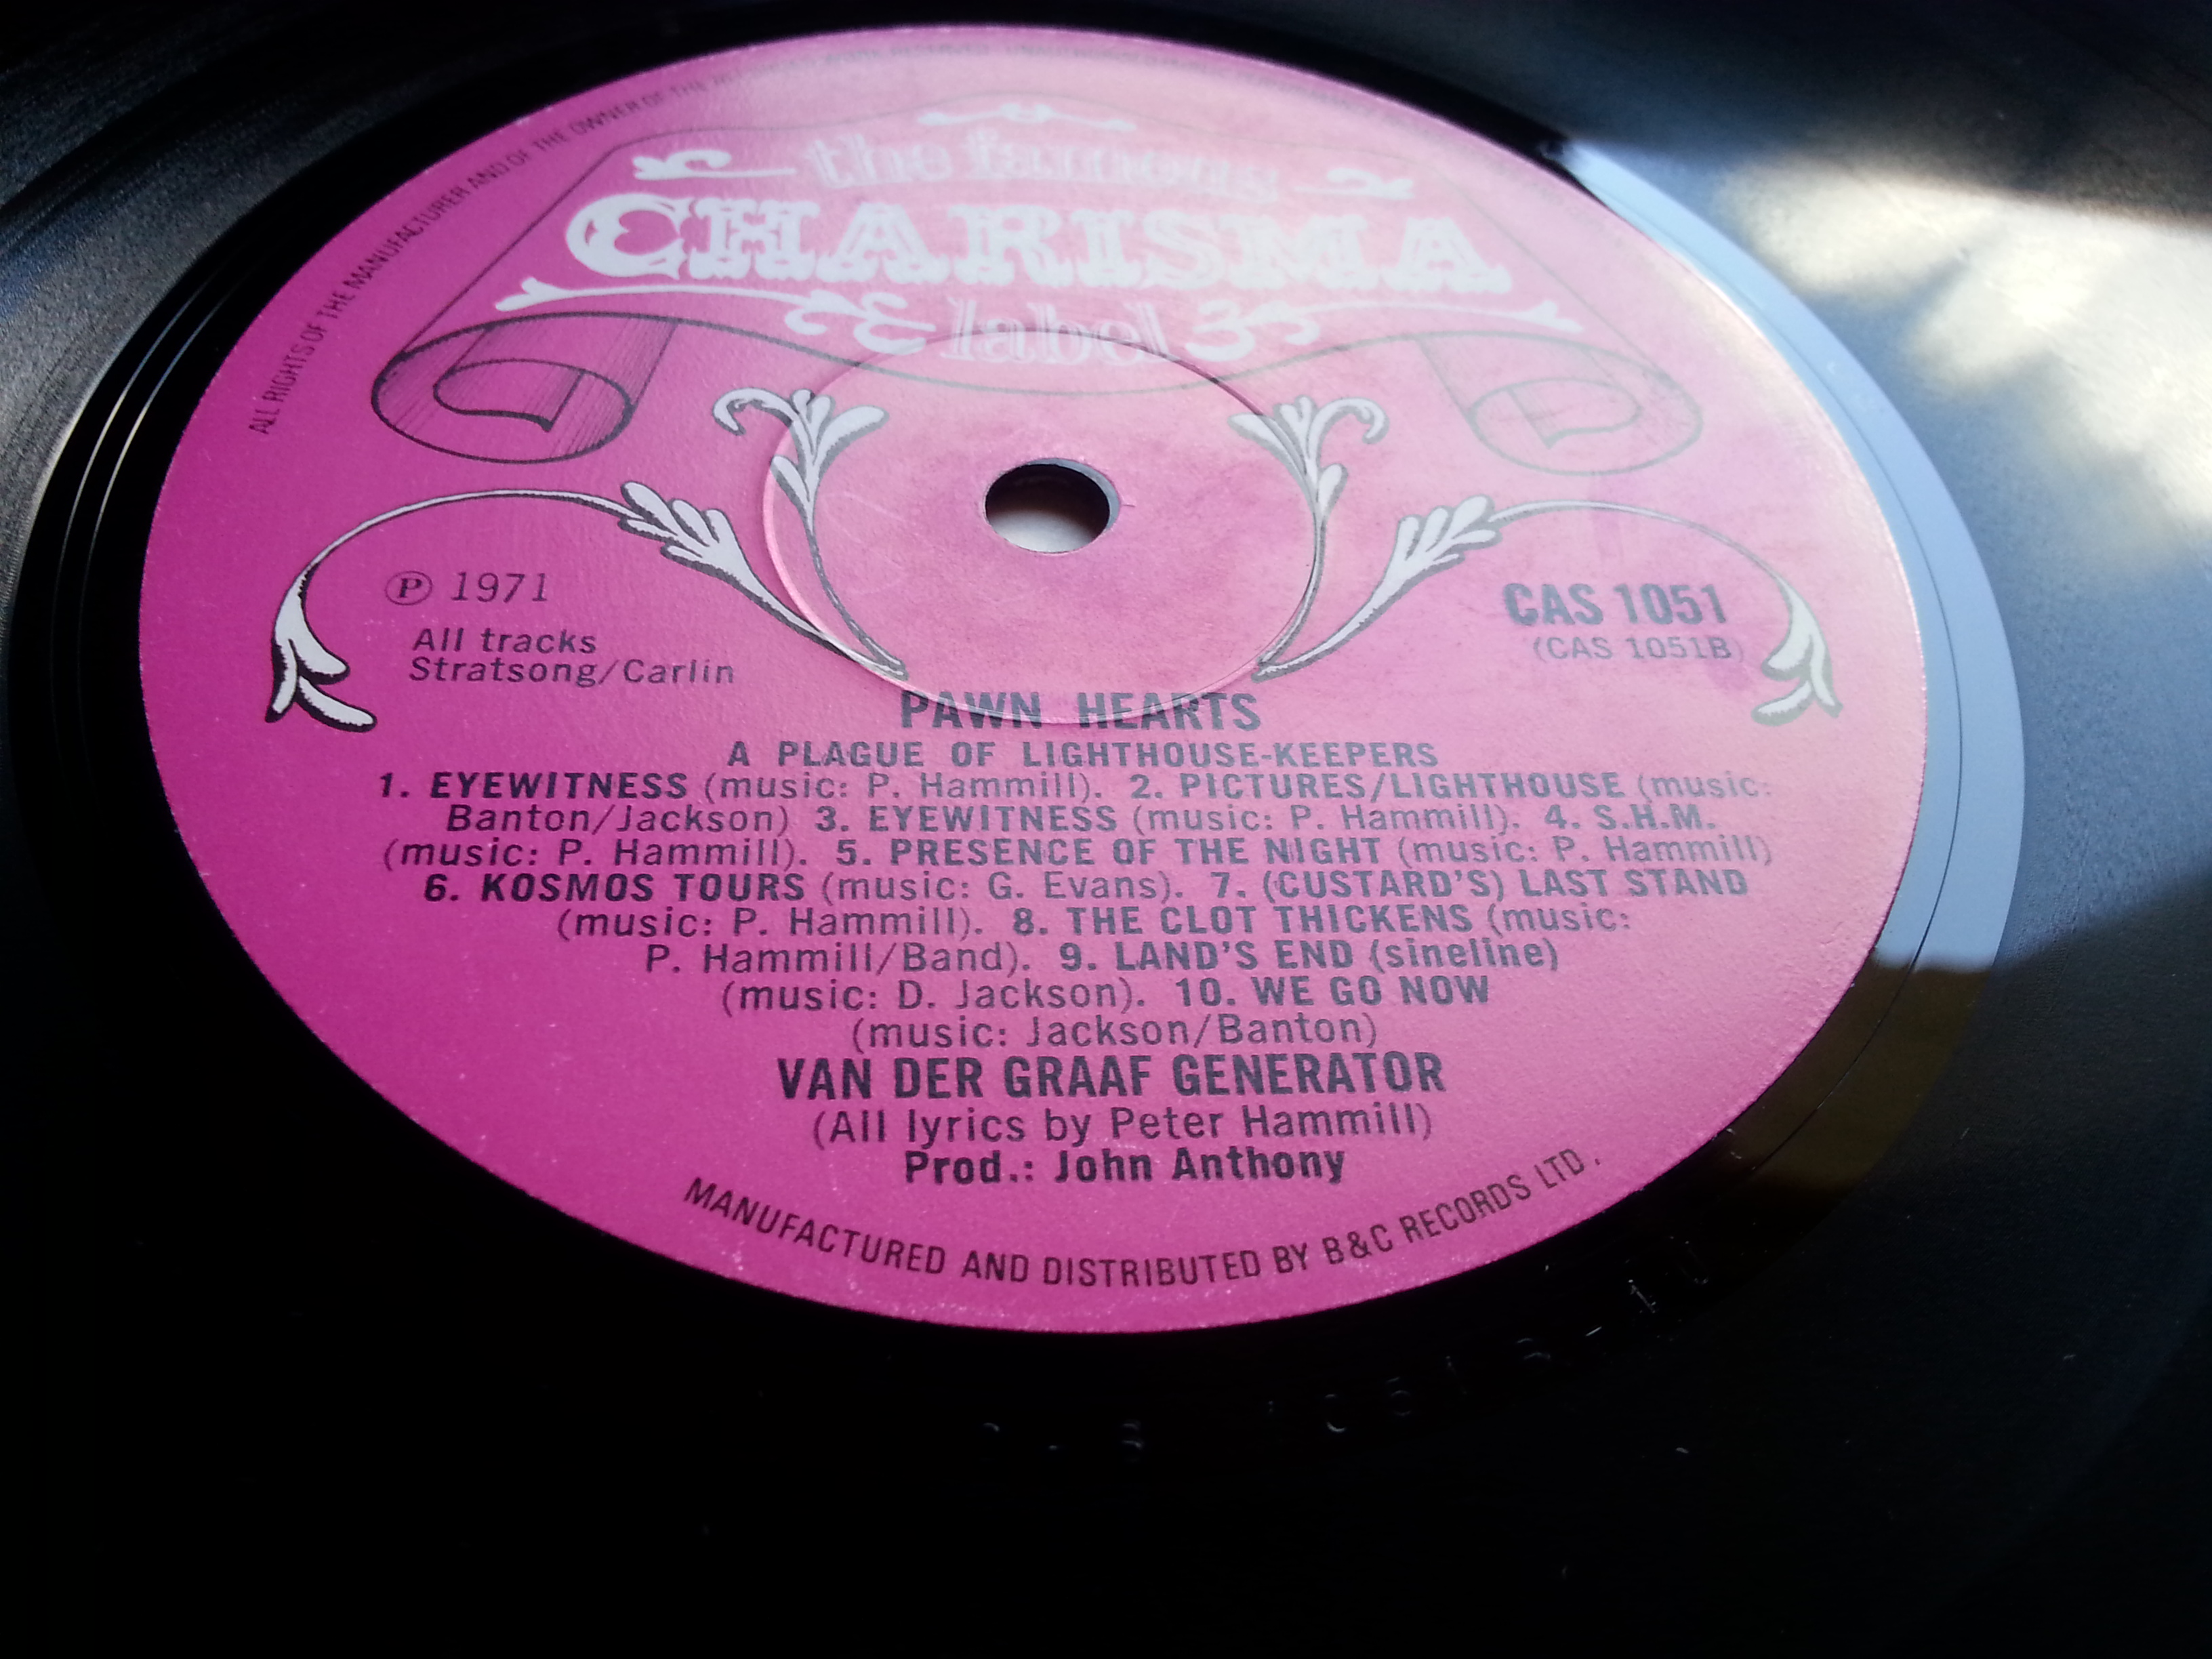 ALL RIGHTS OF THE MANUFACTURER AND OF THE OWNER OF THE
the famous
CHARISMA
label
℗ 1971
All tracks
Stratsong/Carlin
CAS 1051
(CAS 1051B)
PAWN HEARTS
A PLAGUE OF LIGHTHOUSE-KEEPERS
1. EYEWITNESS (music: P. Hammill). 2. PICTURES/LIGHTHOUSE (music:
Banton/Jackson) 3. EYEWITNESS (music: P. Hammill). 4. S.H.M.
(music: P. Hammill). 5. PRESENCE OF THE NIGHT (music: P. Hammill)
6. KOSMOS TOURS (music: G. Evans). 7. (CUSTARD'S) LAST STAND
(music: P. Hammill). 8. THE CLOT THICKENS (music:
P. Hammill/Band). 9. LAND'S END (sineline)
(music: D. Jackson). 10. WE GO NOW
(music: Jackson/Banton)
VAN DER GRAAF GENERATOR
(All lyrics by Peter Hammill)
Prod.: John Anthony
MANUFACTURED AND DISTRIBUTED BY B&C RECORDS LTD.